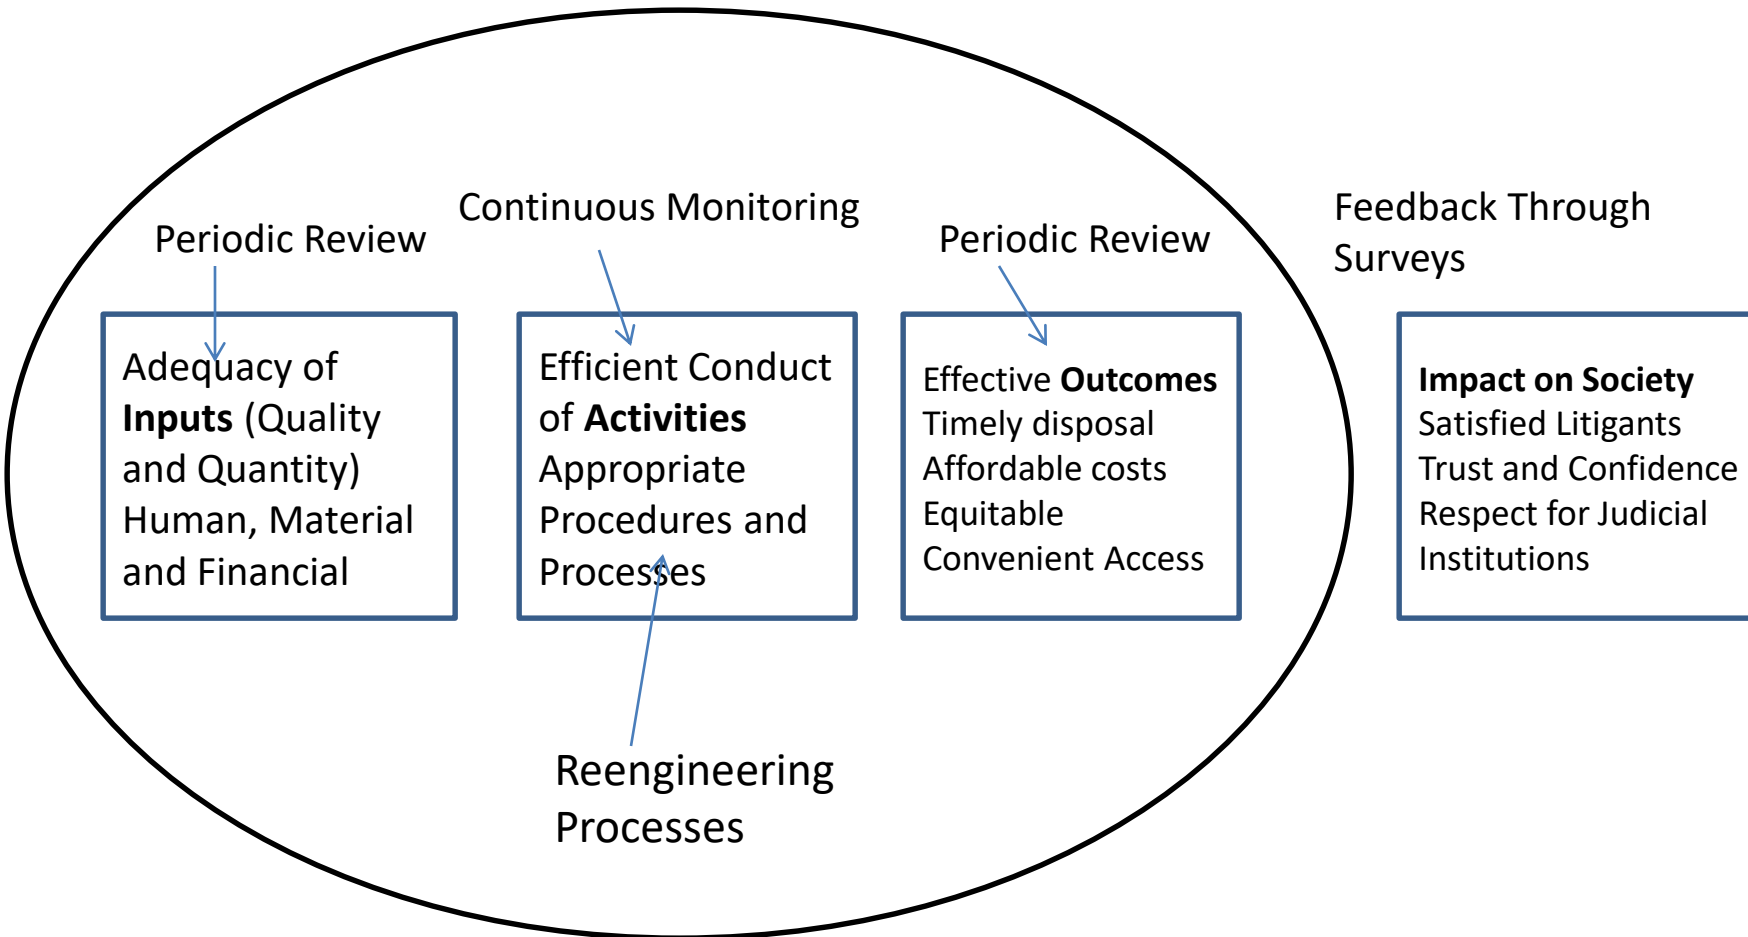 Continuous Monitoring
Periodic Review
Periodic Review
Feedback Through
Surveys
Adequacy of
Inputs (Quality
and Quantity)
Human, Material
and Financial
Efficient Conduct
of Activities
Appropriate
Procedures and
Processes
Effective Outcomes
Timely disposal
Affordable costs
Equitable
Convenient Access
Impact on Society
Satisfied Litigants
Trust and Confidence
Respect for Judicial
Institutions
Reengineering
Processes